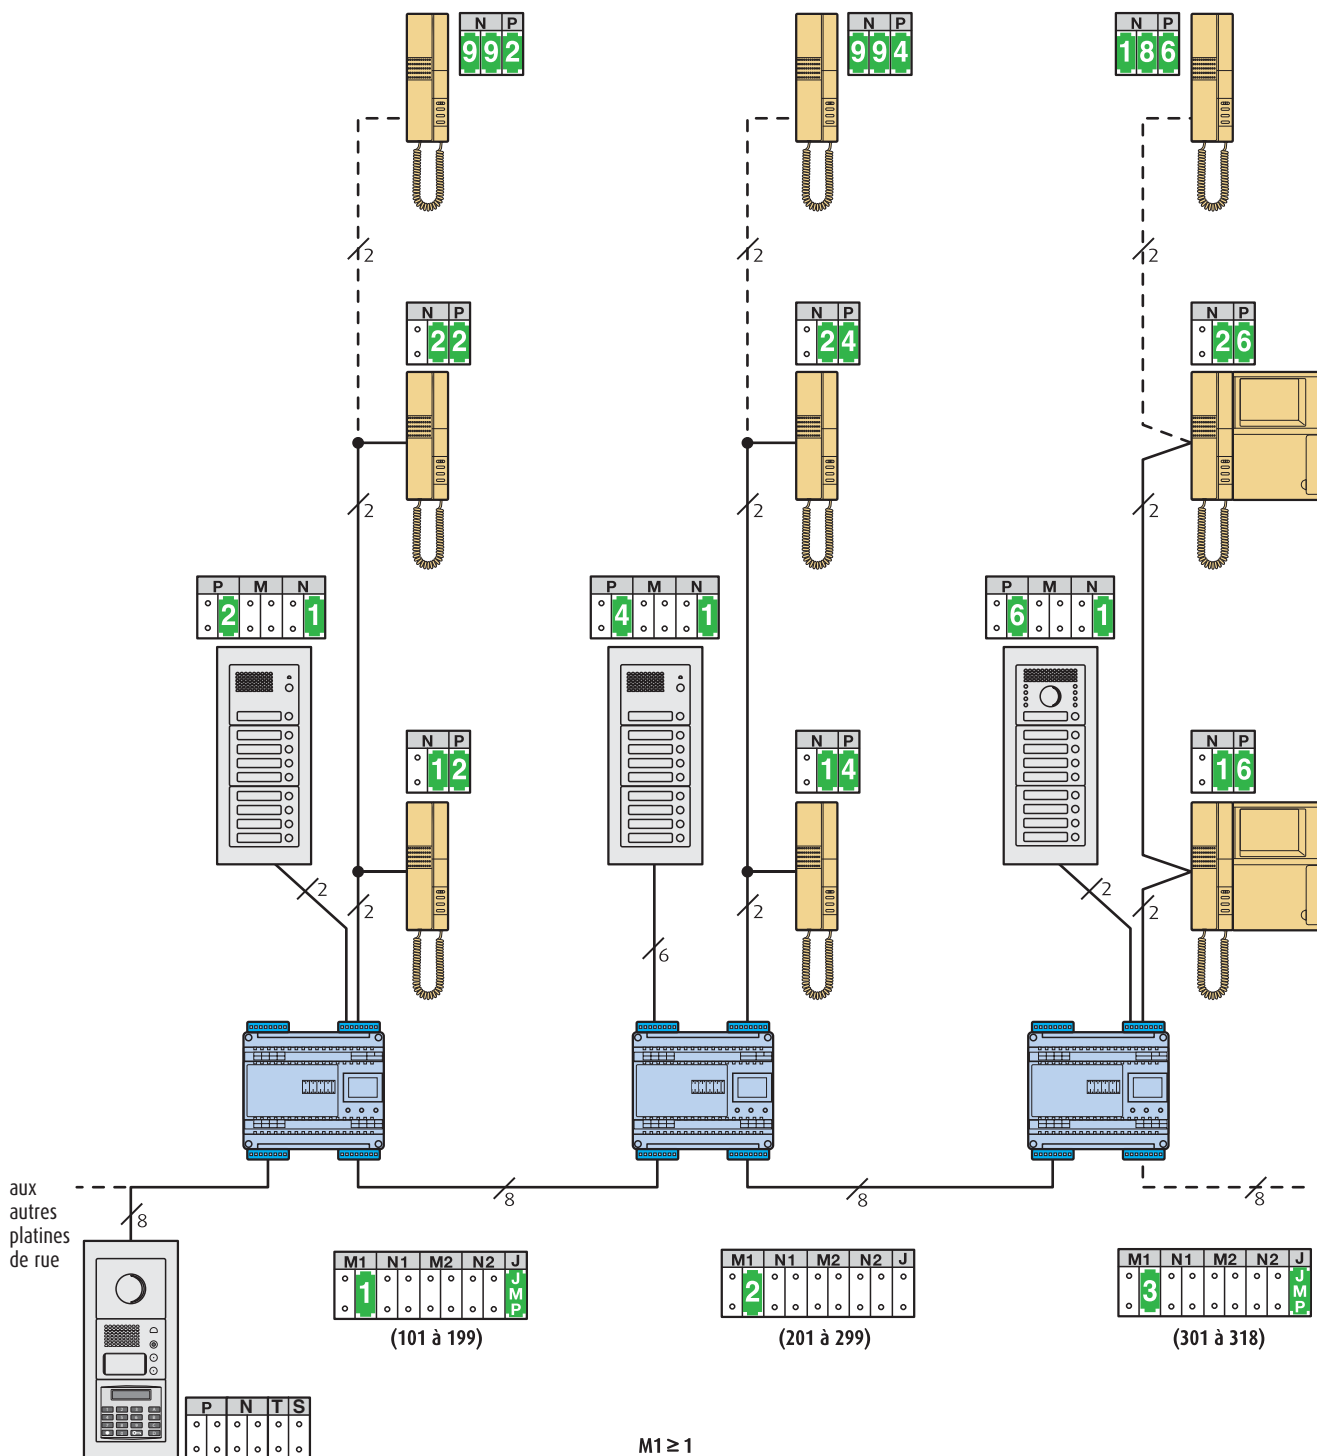 N P
9 9 2
N P
9 9 4
N P
1 8 6
2
2
2
N P
2 2
N P
2 4
N P
2 6
2
2
2
P M N
2 1
P M N
4 1
P M N
6 1
N P
1 2
N P
1 4
N P
1 6
2
2
2
2
2
6
aux
autres
platines
de rue
8
8
8
8
M1 N1 M2 N2 J
1 J M P
(101 à 199)
M1 N1 M2 N2 J
2
(201 à 299)
M1 N1 M2 N2 J
3 J M P
(301 à 318)
P N T S
M1 ≥ 1